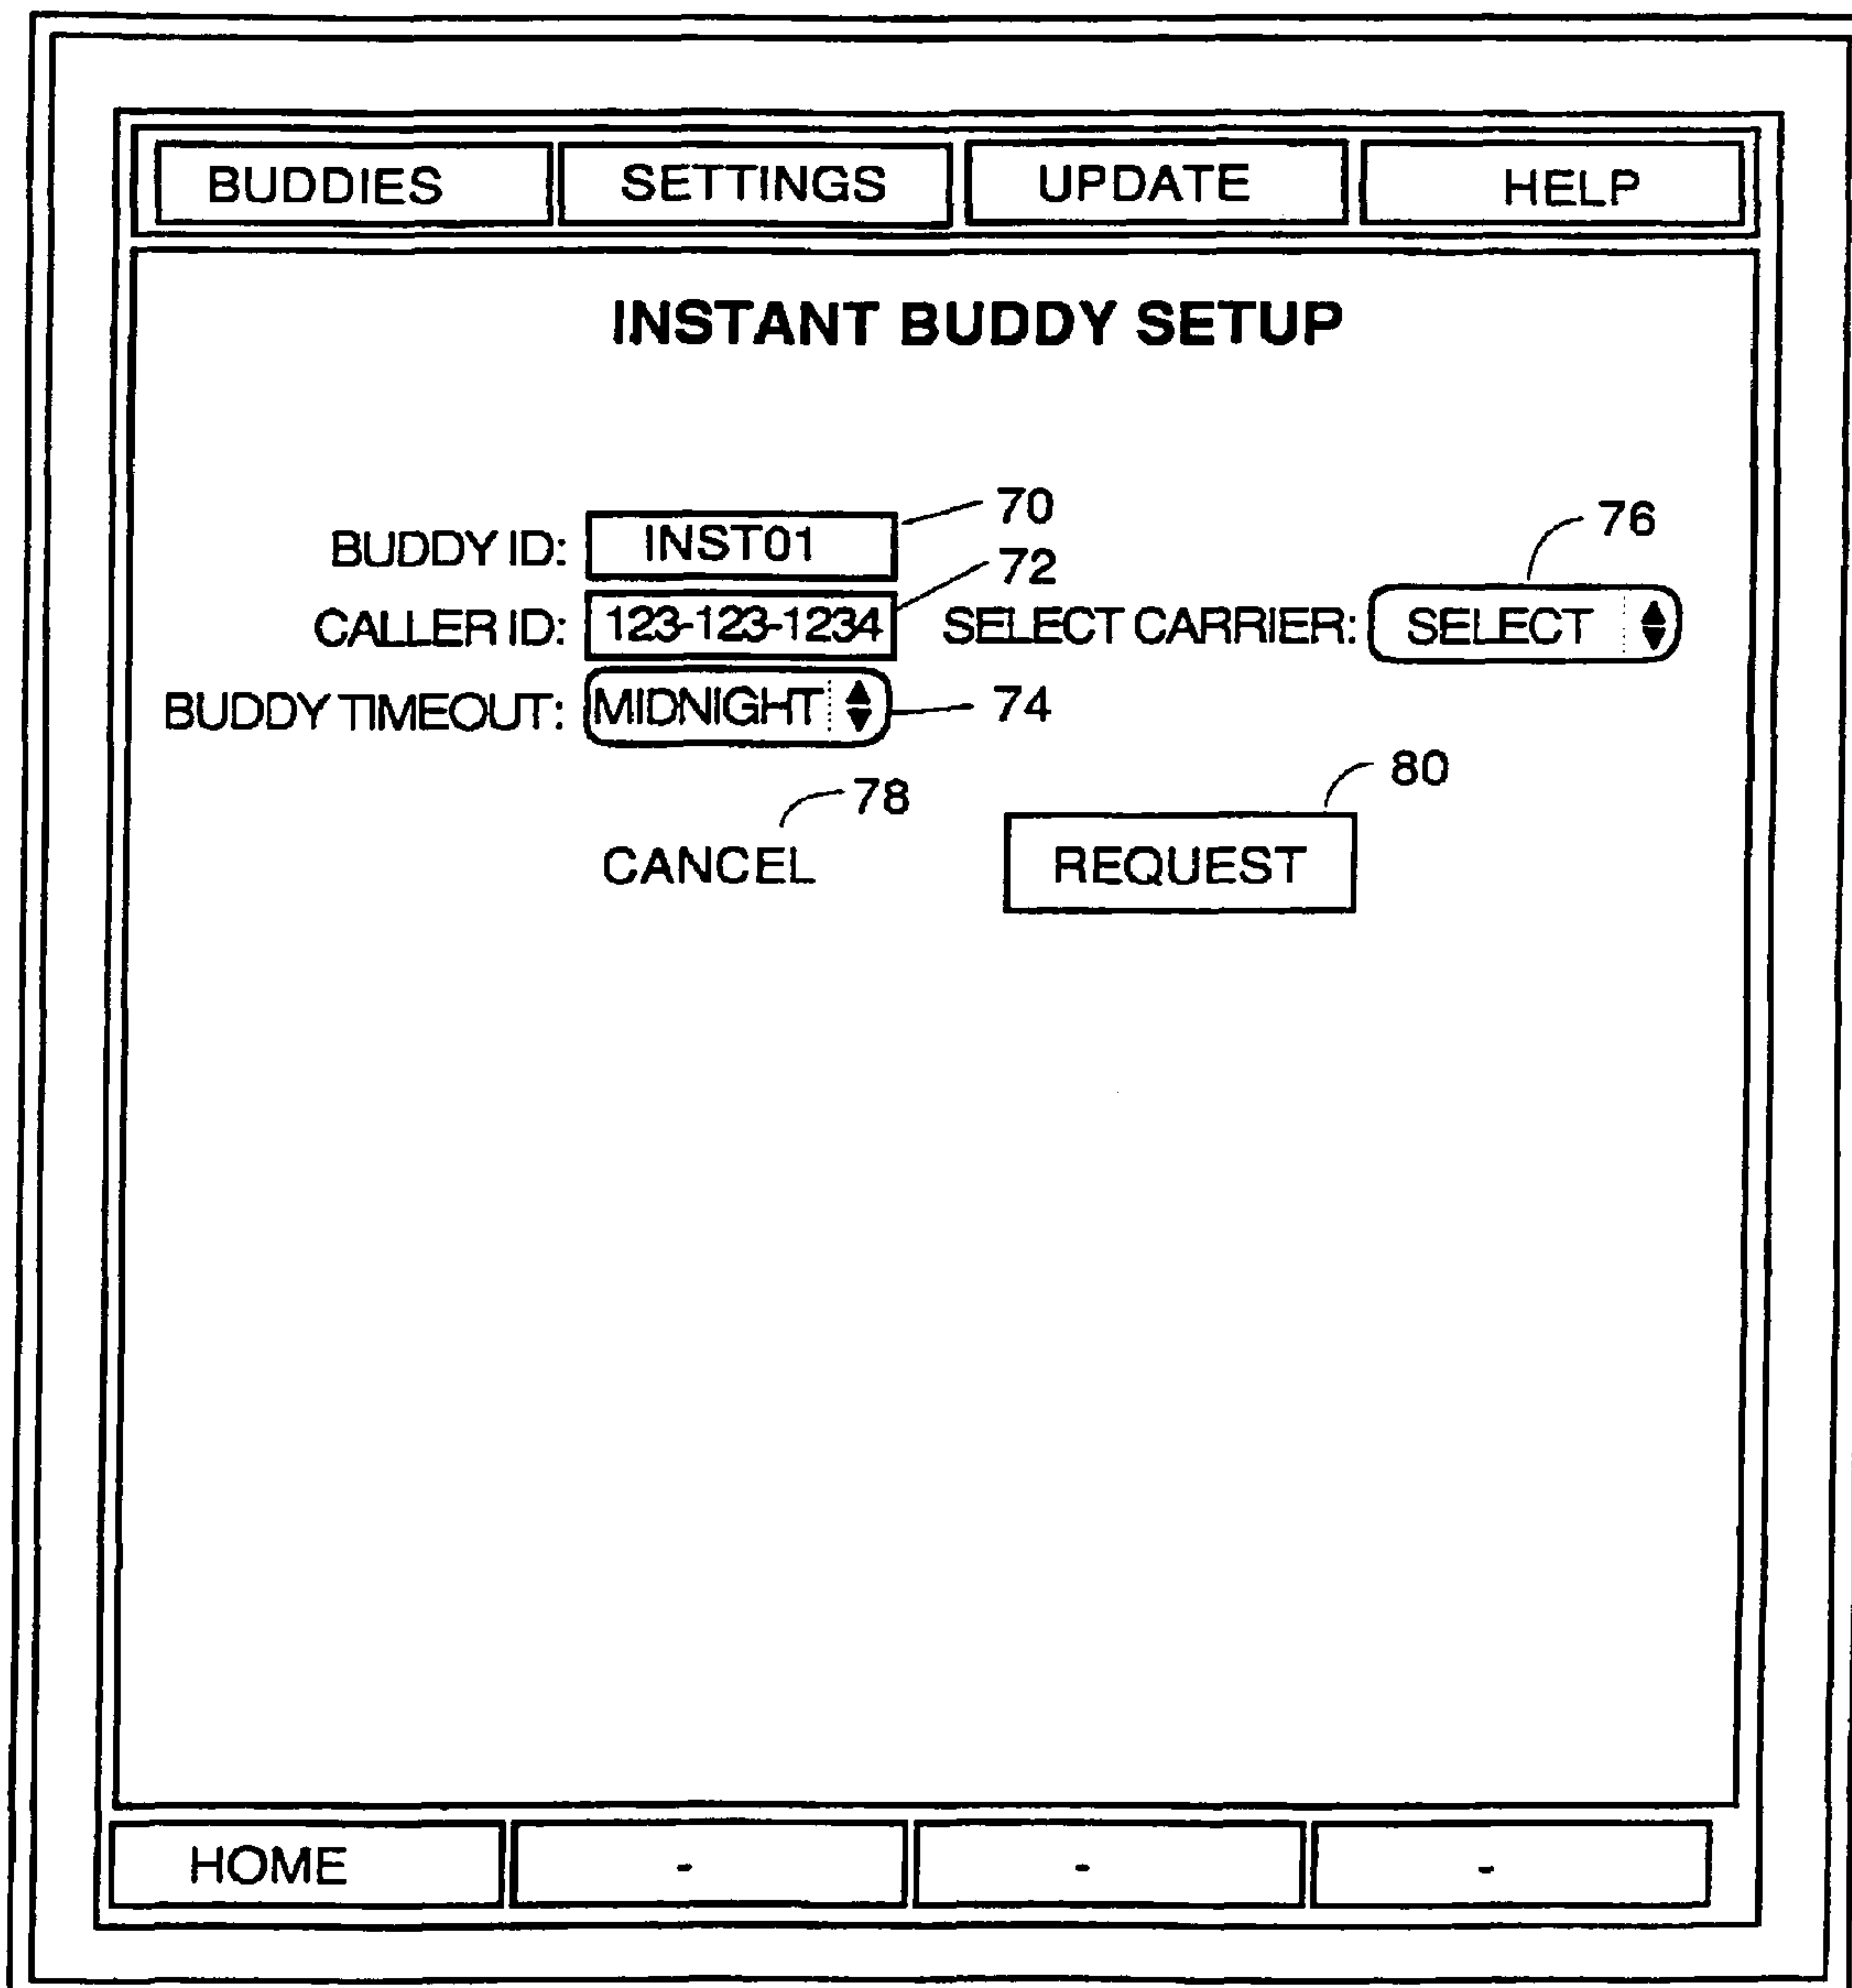 BUDDIES SETTINGS UPDATE HELP
INSTANT BUDDY SETUP
BUDDY ID: INST01 70
CALLER ID: 123-123-1234 72 SELECT CARRIER: SELECT 76
BUDDY TIMEOUT: MIDNIGHT 74
78 80
CANCEL REQUEST
HOME - - -